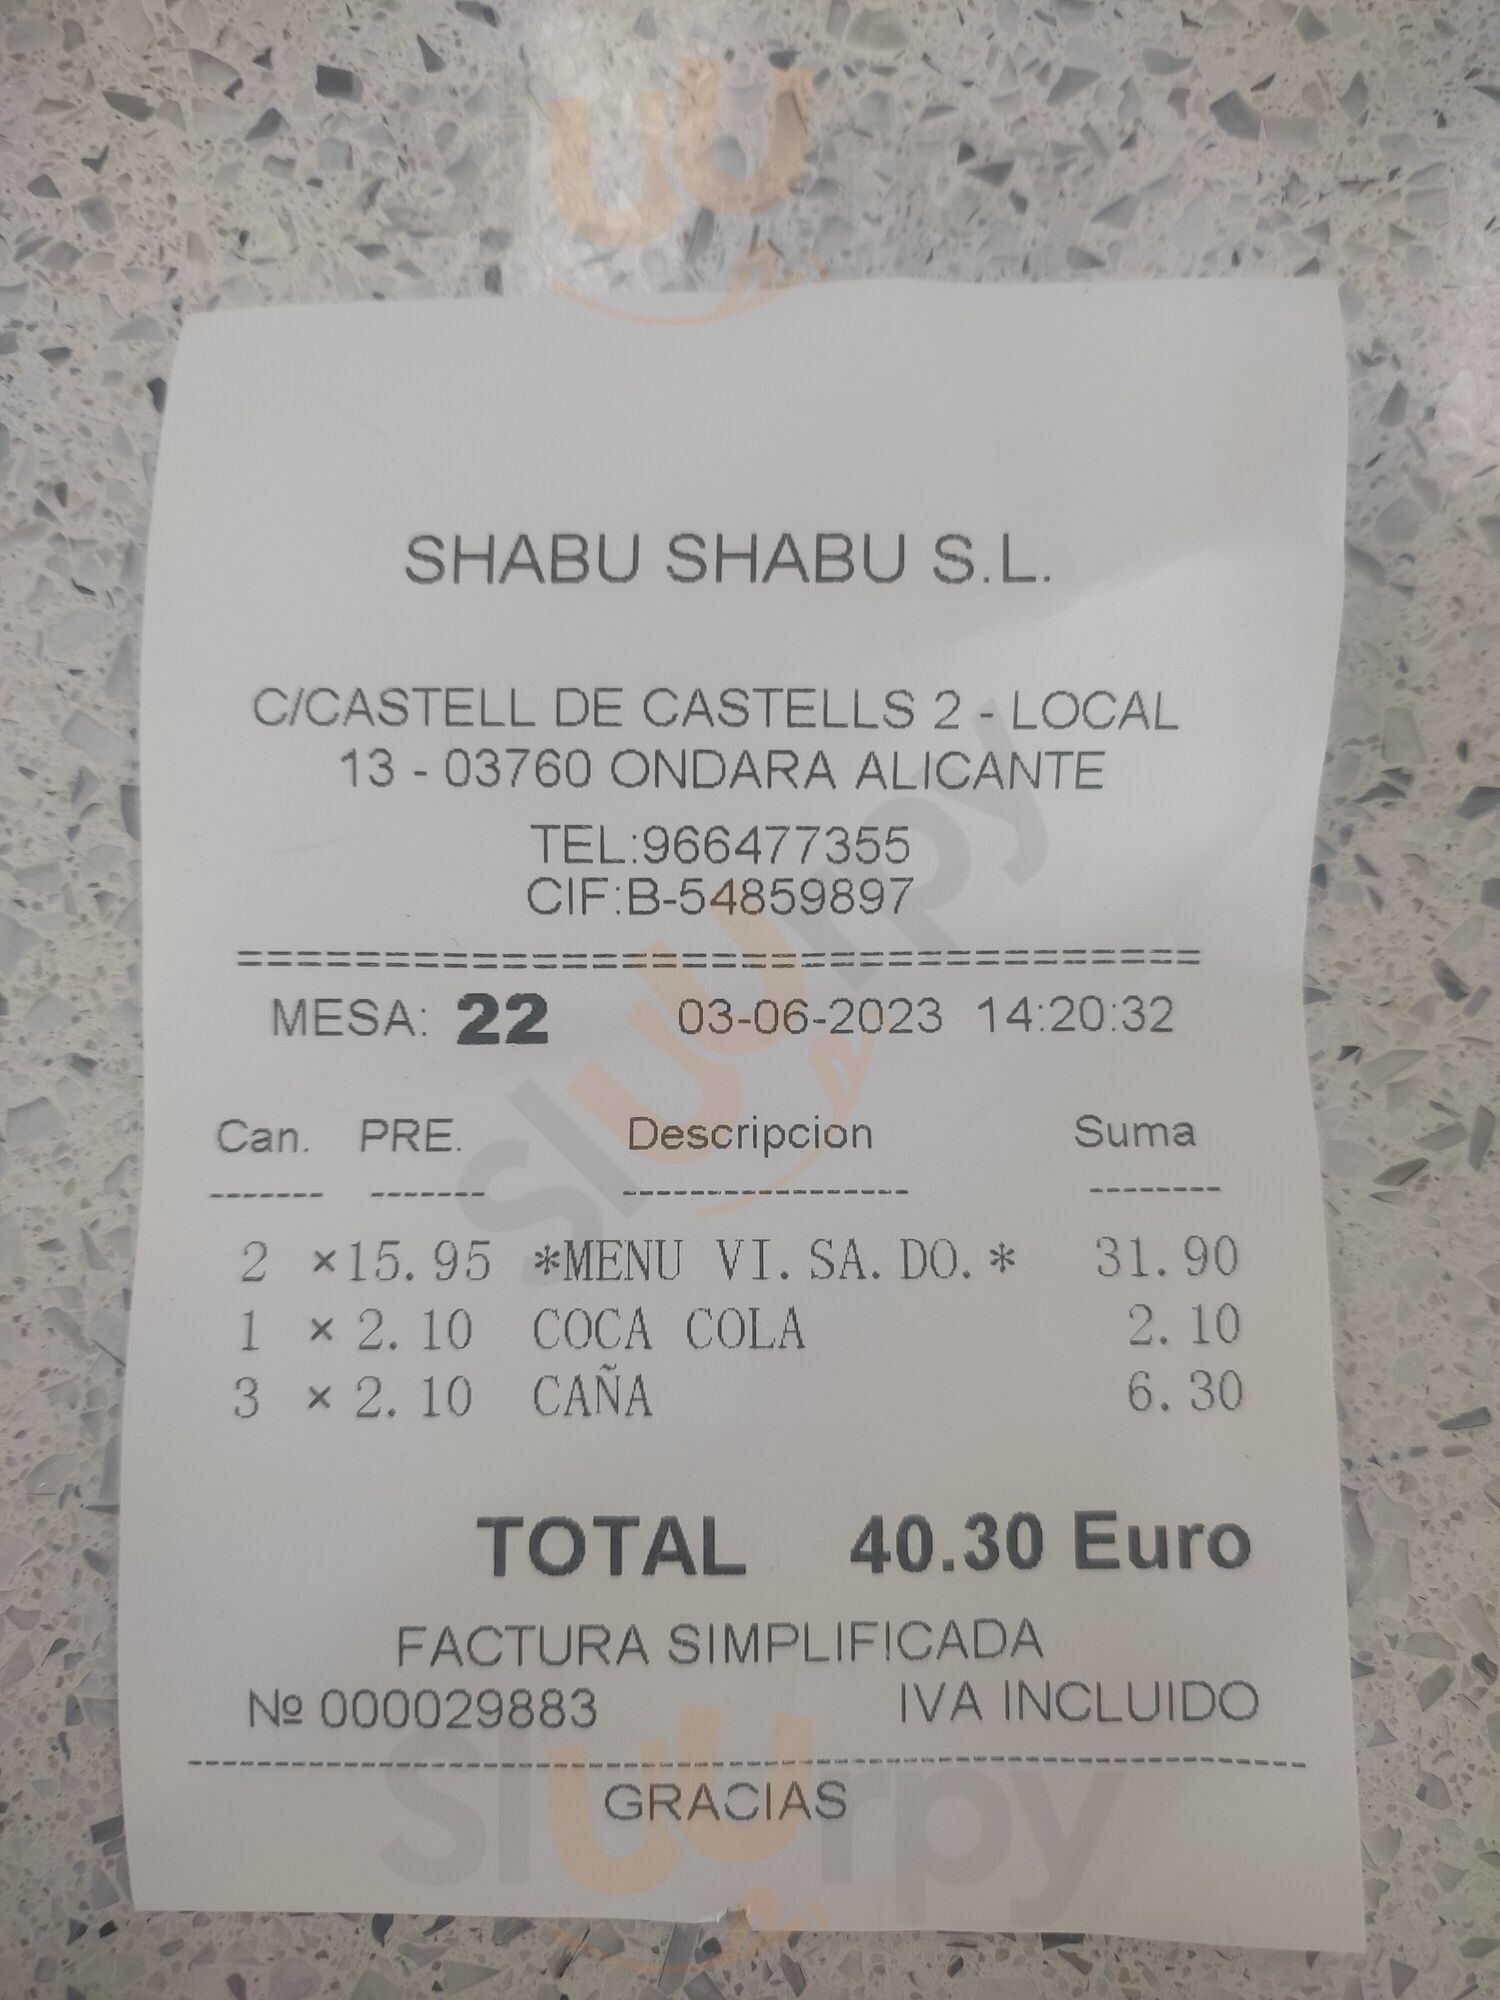 SHABU SHABU S.L.
C/CASTELL DE CASTELLS 2 - LOCAL
13 - 03760 ONDARA ALICANTE
TEL:966477355
CIF:B-54859897
================================
MESA: 22 03-06-2023 14:20:32
Can. PRE. Descripcion Suma
------- ------- ----------------- --------
2 ×15.95 *MENU VI.SA.DO.* 31.90
1 × 2.10 COCA COLA 2.10
3 × 2.10 CAÑA 6.30
TOTAL 40.30 Euro
FACTURA SIMPLIFICADA
Nº 000029883 IVA INCLUIDO
GRACIAS
Sluurpy
Sluurpy